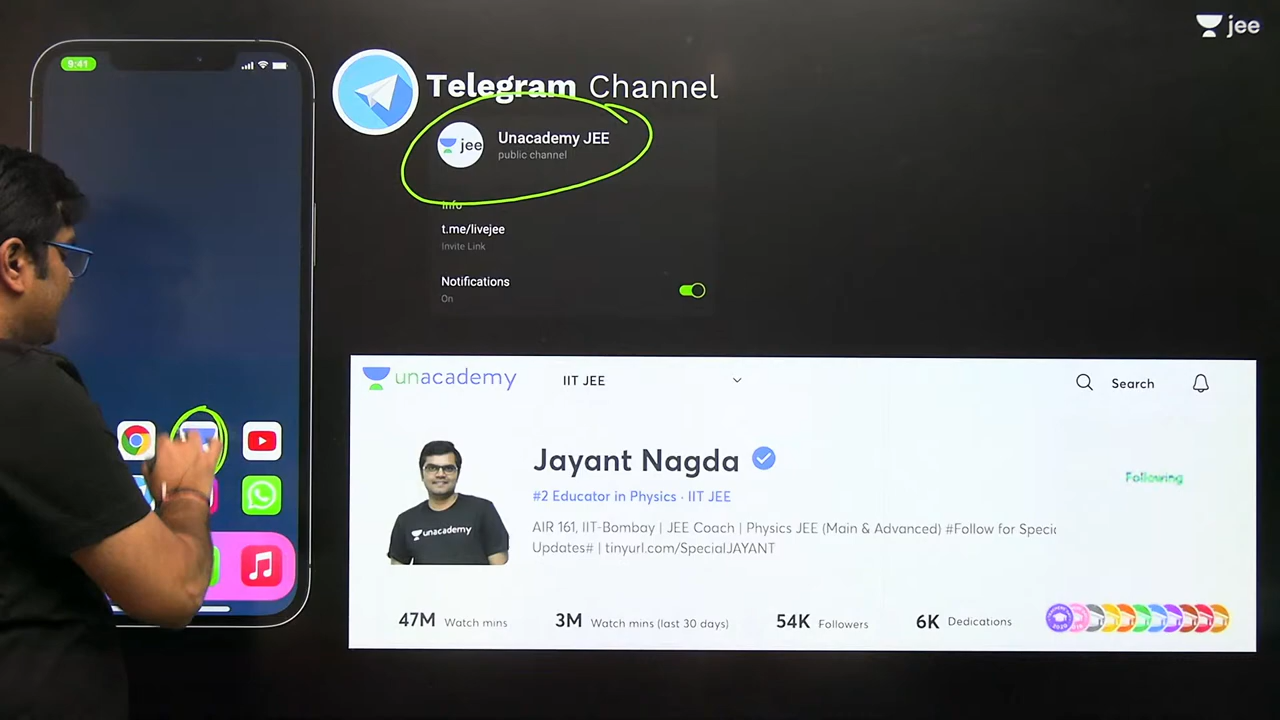 jee
9:41
Telegram Channel
jee
Unacademy JEE
public channel
Info
t.me/livejee
Invite Link
Notifications
On
unacademy
IIT JEE
Search
Jayant Nagda
#2 Educator in Physics · IIT JEE
Following
AIR 161, IIT-Bombay | JEE Coach | Physics JEE (Main & Advanced) #Follow for Specia
Updates# | tinyurl.com/SpecialJAYANT
unacademy
47M Watch mins
3M Watch mins (last 30 days)
54K Followers
6K Dedications